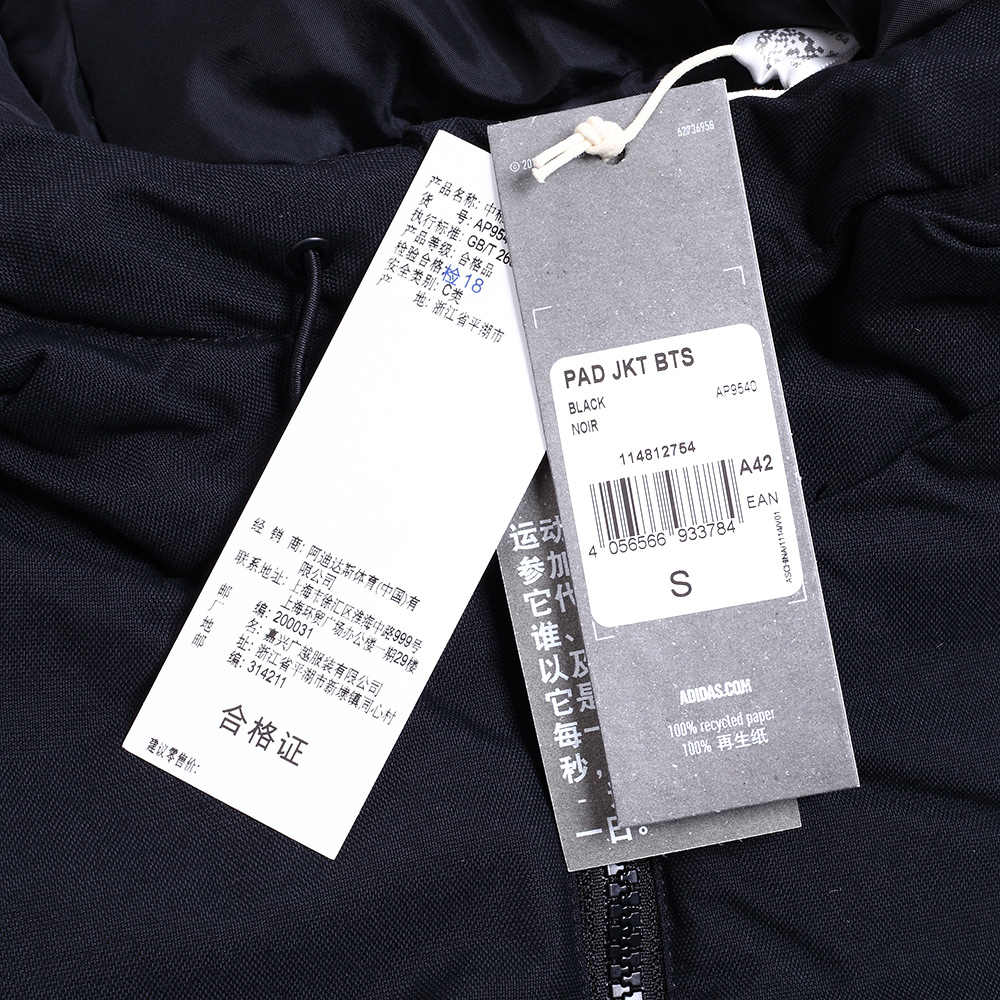 产品名称: 中
货 号: AP954
执行标准: GB/T 26
产品等级: 合格品
检验合格 检18
安全类别: C类
产 地: 浙江省平湖市
经 销 商: 阿迪达斯体育(中国)有
限公司
联系地址: 上海市徐汇区淮海中路999号
上海环贸广场办公楼一期29楼
邮 编: 200031
厂 名: 嘉兴广越服装有限公司
地 址: 浙江省平湖市新埭镇同心村
邮 编: 314211
合格证
建议零售价:
62736958
© 20
PAD JKT BTS
BLACK
AP9540
NOIR
114812754
A42
EAN
4 056566 933784
ASCHINA/1114/V01
S
ADIDAS.COM
100% recycled paper
100% 再生纸
运动
参加
它代
谁、
以及
它是
每一
秒,
一百。